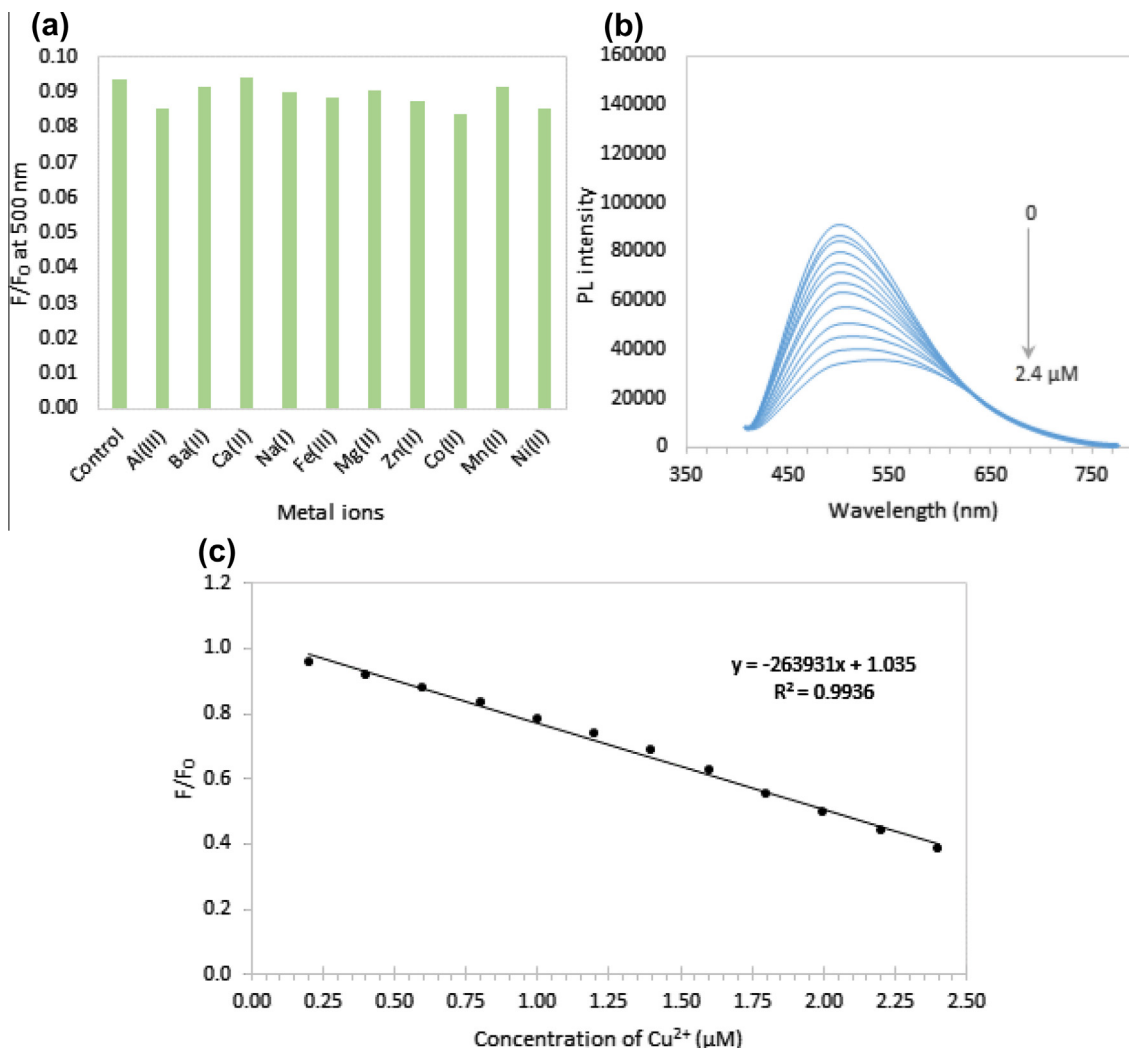 (a)
0.10
0.09
0.08
0.07
0.06
0.05
0.04
0.03
0.02
0.01
0.00
F/FO at 500 nm
Control
Al(III)
Ba(II)
Ca(II)
Na(I)
Fe(III)
Mg(II)
Zn(II)
Co(II)
Mn(II)
Ni(II)
Metal ions
(b)
160000
140000
120000
100000
80000
60000
40000
20000
0
PL intensity
0
2.4 µM
350 450 550 650 750
Wavelength (nm)
(c)
1.2
1.0
0.8
0.6
0.4
0.2
0.0
F/FO
y = -263931x + 1.035
R² = 0.9936
0.00 0.25 0.50 0.75 1.00 1.25 1.50 1.75 2.00 2.25 2.50
Concentration of Cu²⁺ (µM)